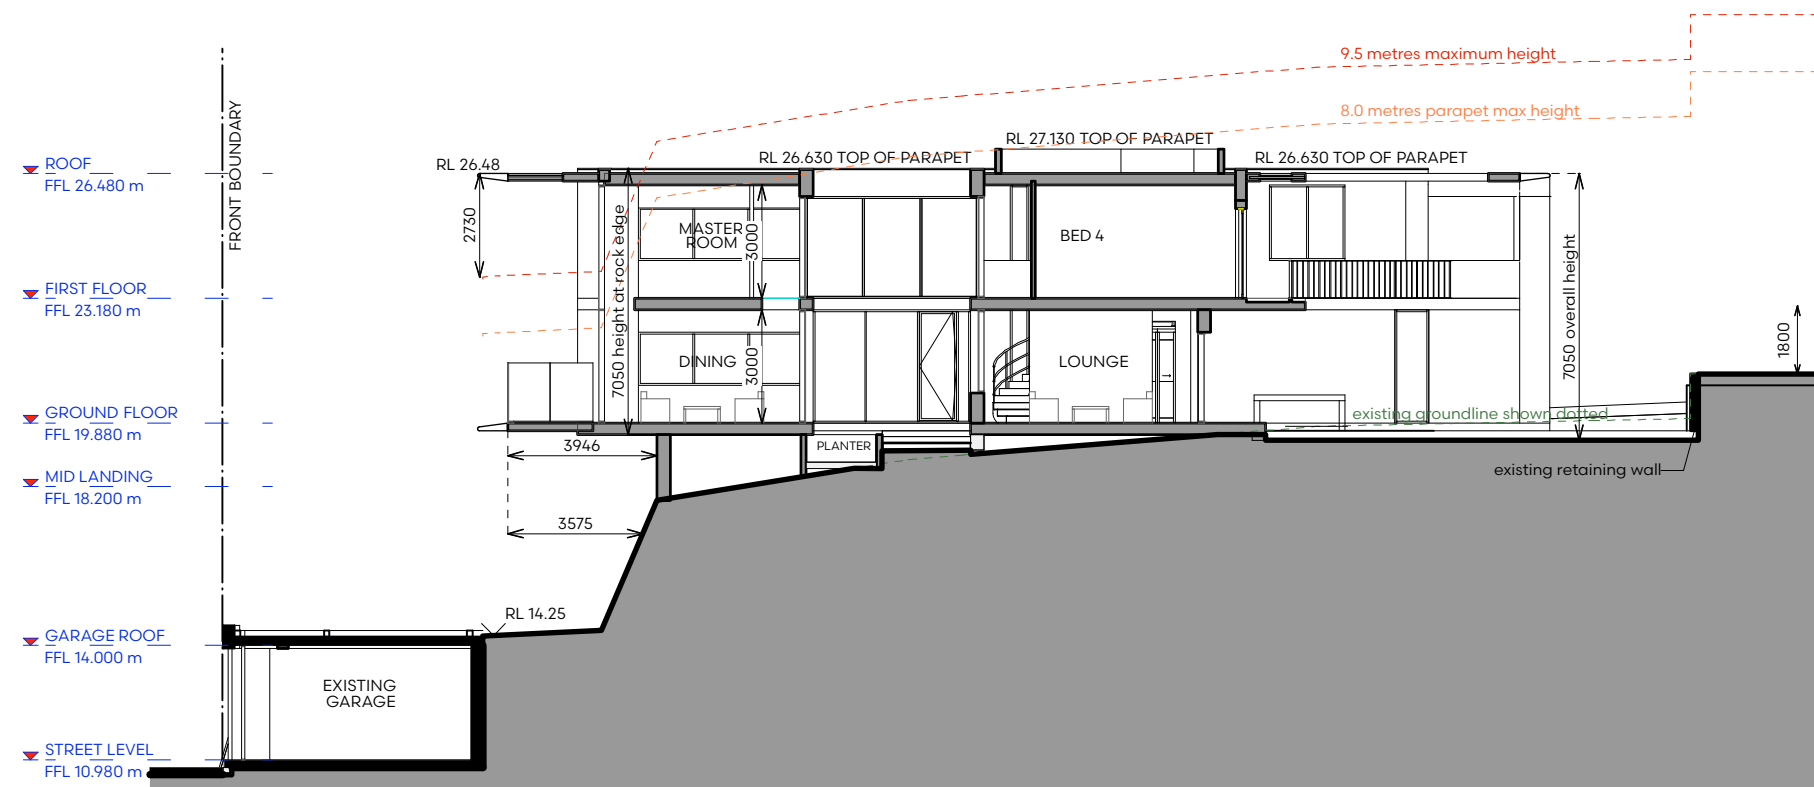 9.5 metres maximum height
8.0 metres parapet max height
RL 27.130 TOP OF PARAPET
RL 26.630 TOP OF PARAPET
RL 26.630 TOP OF PARAPET
RL 26.48
FRONT BOUNDARY
ROOF
FFL 26.480 m
2730
7050 height at rock edge
MASTER
ROOM
3000
BED 4
7050 overall height
FIRST FLOOR
FFL 23.180 m
1800
DINING
3000
LOUNGE
GROUND FLOOR
FFL 19.880 m
existing groundline shown dotted
3946
PLANTER
existing retaining wall
MID LANDING
FFL 18.200 m
3575
RL 14.25
GARAGE ROOF
FFL 14.000 m
EXISTING
GARAGE
STREET LEVEL
FFL 10.980 m